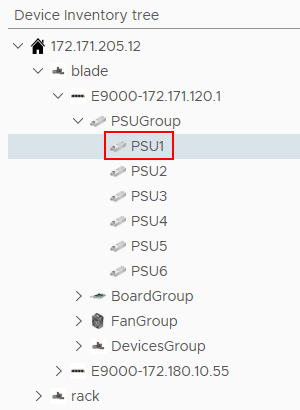 Device Inventory tree
172.171.205.12
blade
E9000-172.171.120.1
PSUGroup
PSU1
PSU2
PSU3
PSU4
PSU5
PSU6
BoardGroup
FanGroup
DevicesGroup
E9000-172.180.10.55
rack